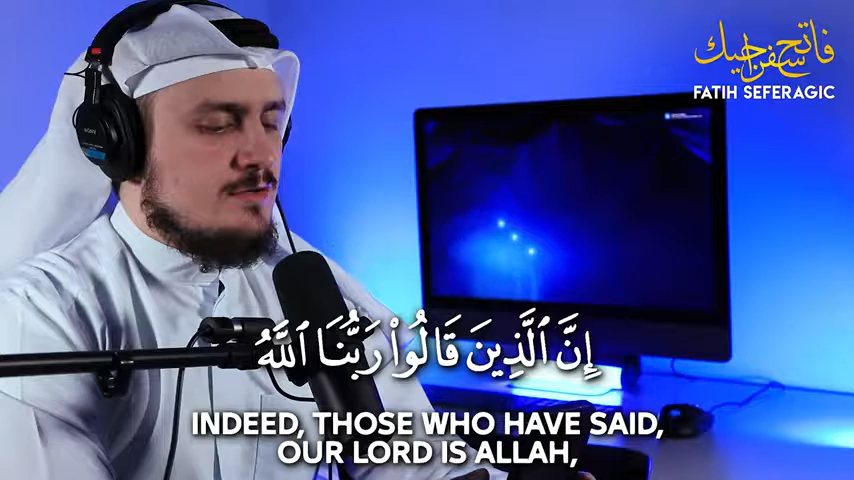 فاتح سفراجيك
FATIH SEFERAGIC
إِنَّ ٱلَّذِينَ قَالُوا۟ رَبُّنَا ٱللَّهُ
INDEED, THOSE WHO HAVE SAID,
OUR LORD IS ALLAH,